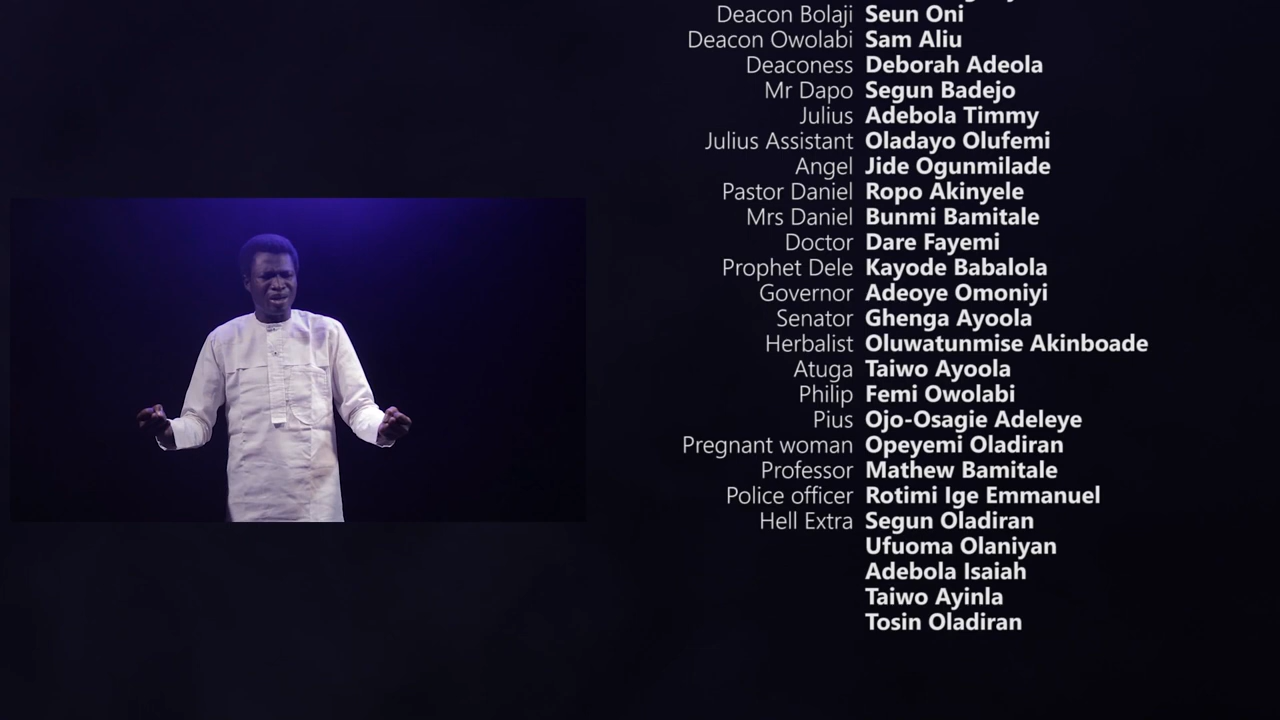 Deacon Bolaji Seun Oni
Deacon Owolabi Sam Aliu
Deaconess Deborah Adeola
Mr Dapo Segun Badejo
Julius Adebola Timmy
Julius Assistant Oladayo Olufemi
Angel Jide Ogunmilade
Pastor Daniel Ropo Akinyele
Mrs Daniel Bunmi Bamitale
Doctor Dare Fayemi
Prophet Dele Kayode Babalola
Governor Adeoye Omoniyi
Senator Ghenga Ayoola
Herbalist Oluwatunmise Akinboade
Atuga Taiwo Ayoola
Philip Femi Owolabi
Pius Ojo-Osagie Adeleye
Pregnant woman Opeyemi Oladiran
Professor Mathew Bamitale
Police officer Rotimi Ige Emmanuel
Hell Extra Segun Oladiran
Ufuoma Olaniyan
Adebola Isaiah
Taiwo Ayinla
Tosin Oladiran